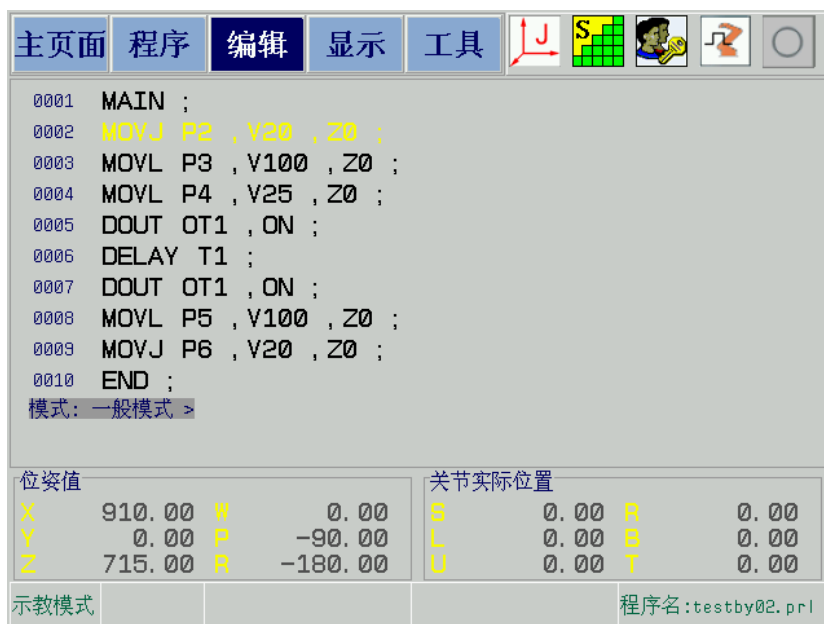 主页面 程序 编辑 显示 工具 J S
0001 MAIN ;
0002 MOVJ P2 ,V20 ,Z0 ;
0003 MOVL P3 ,V100 ,Z0 ;
0004 MOVL P4 ,V25 ,Z0 ;
0005 DOUT OT1 ,ON ;
0006 DELAY T1 ;
0007 DOUT OT1 ,ON ;
0008 MOVL P5 ,V100 ,Z0 ;
0009 MOVJ P6 ,V20 ,Z0 ;
0010 END ;
模式: 一般模式 >
位姿值
X 910.00 W 0.00
Y 0.00 P -90.00
Z 715.00 R -180.00
关节实际位置
S 0.00 R 0.00
L 0.00 B 0.00
U 0.00 T 0.00
示教模式 程序名:testby02.prl